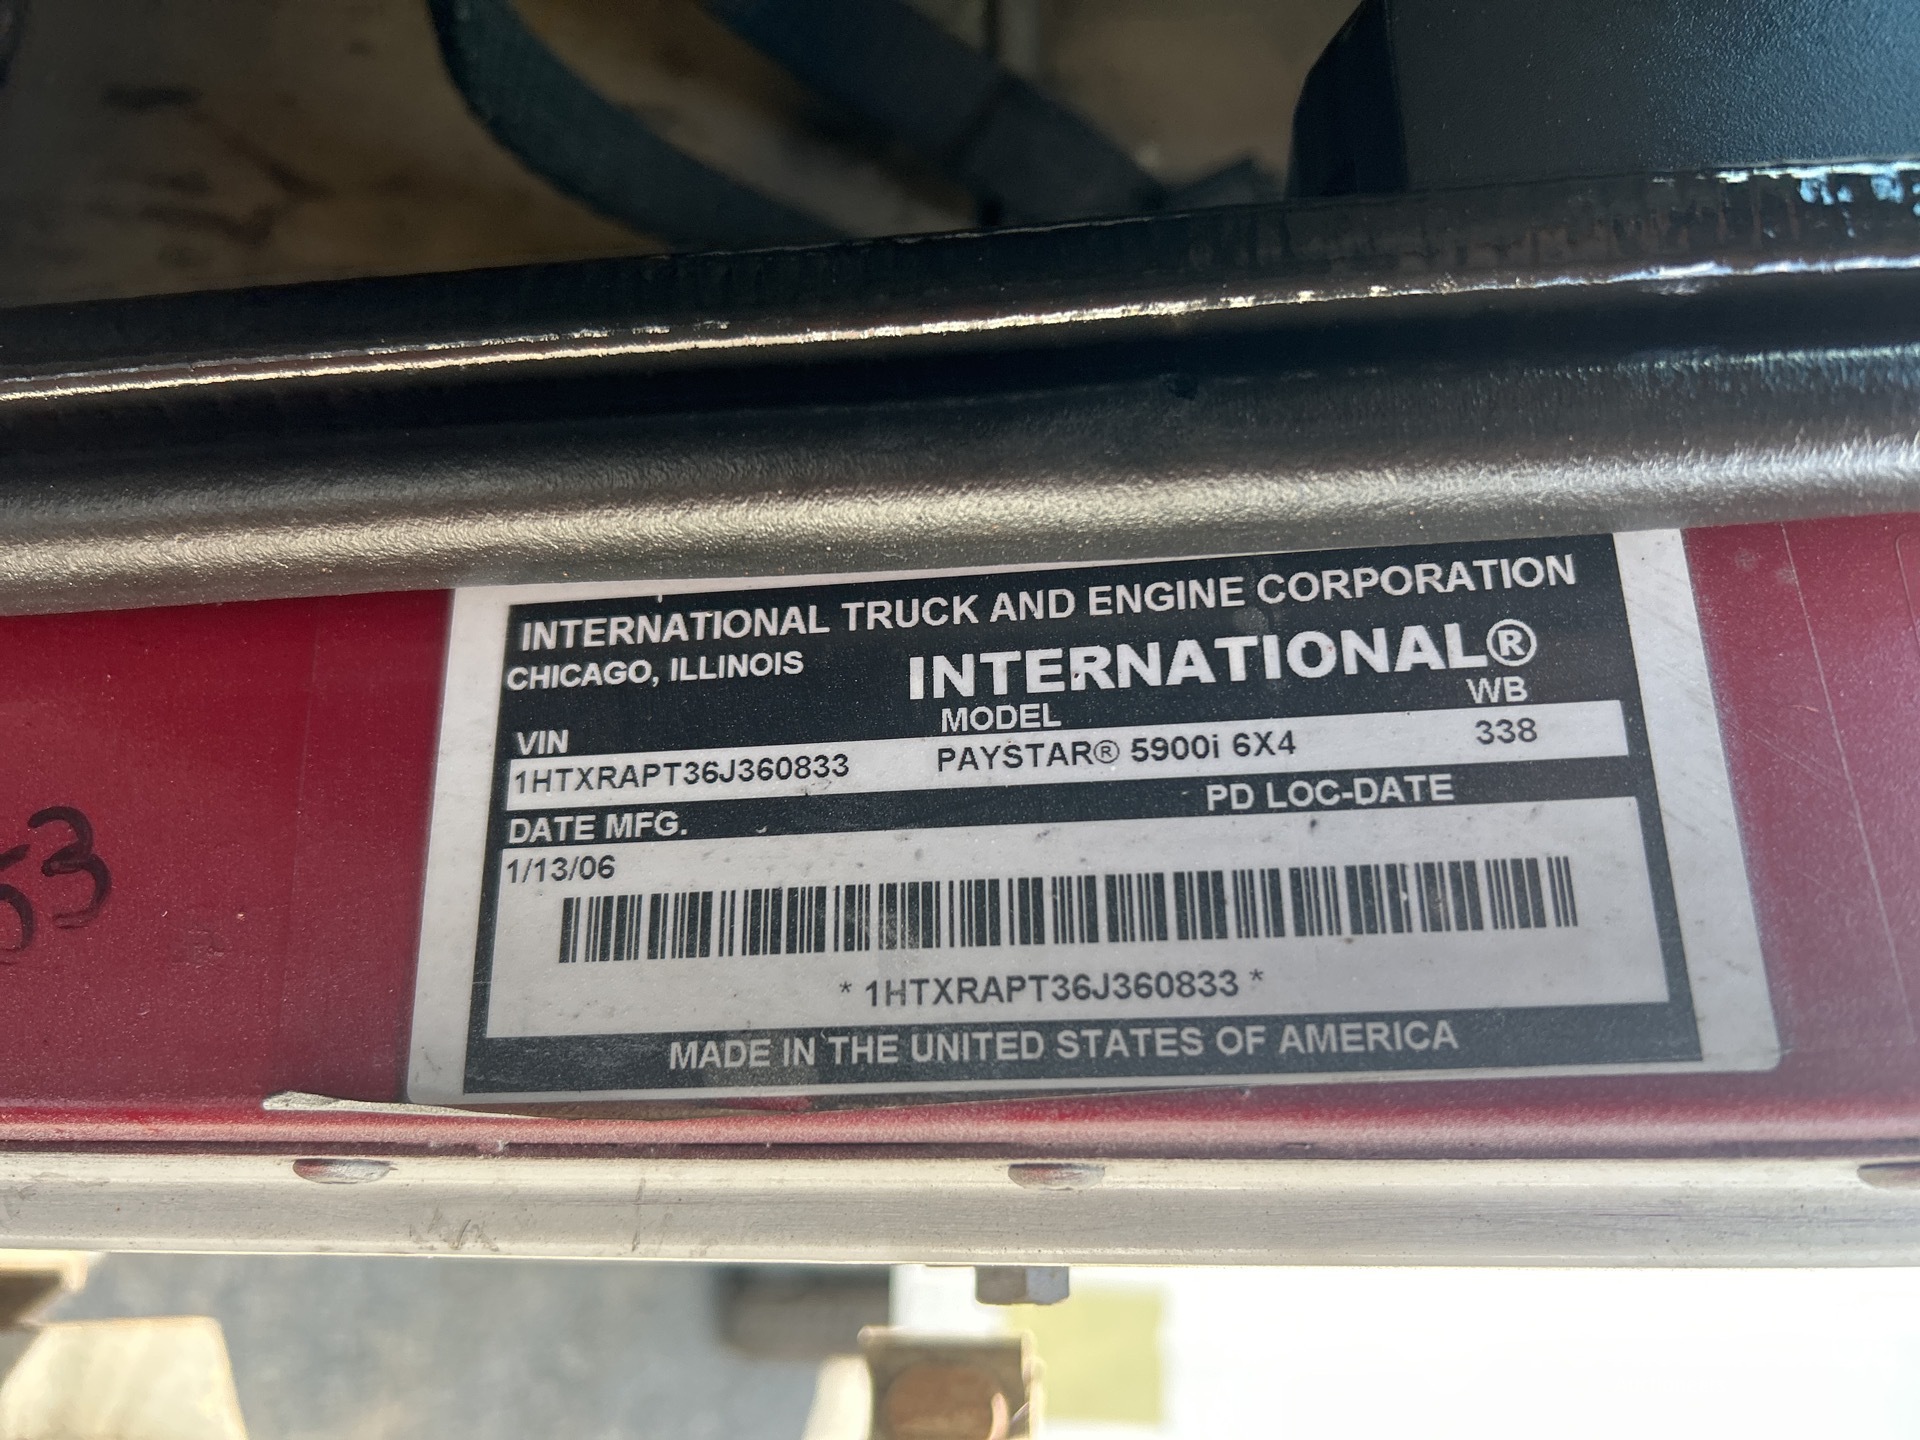 INTERNATIONAL TRUCK AND ENGINE CORPORATION
CHICAGO, ILLINOIS
INTERNATIONAL®
VIN MODEL WB
1HTXRAPT36J360833 PAYSTAR® 5900i 6X4 338
DATE MFG. PD LOC-DATE
1/13/06
* 1HTXRAPT36J360833 *
MADE IN THE UNITED STATES OF AMERICA
53